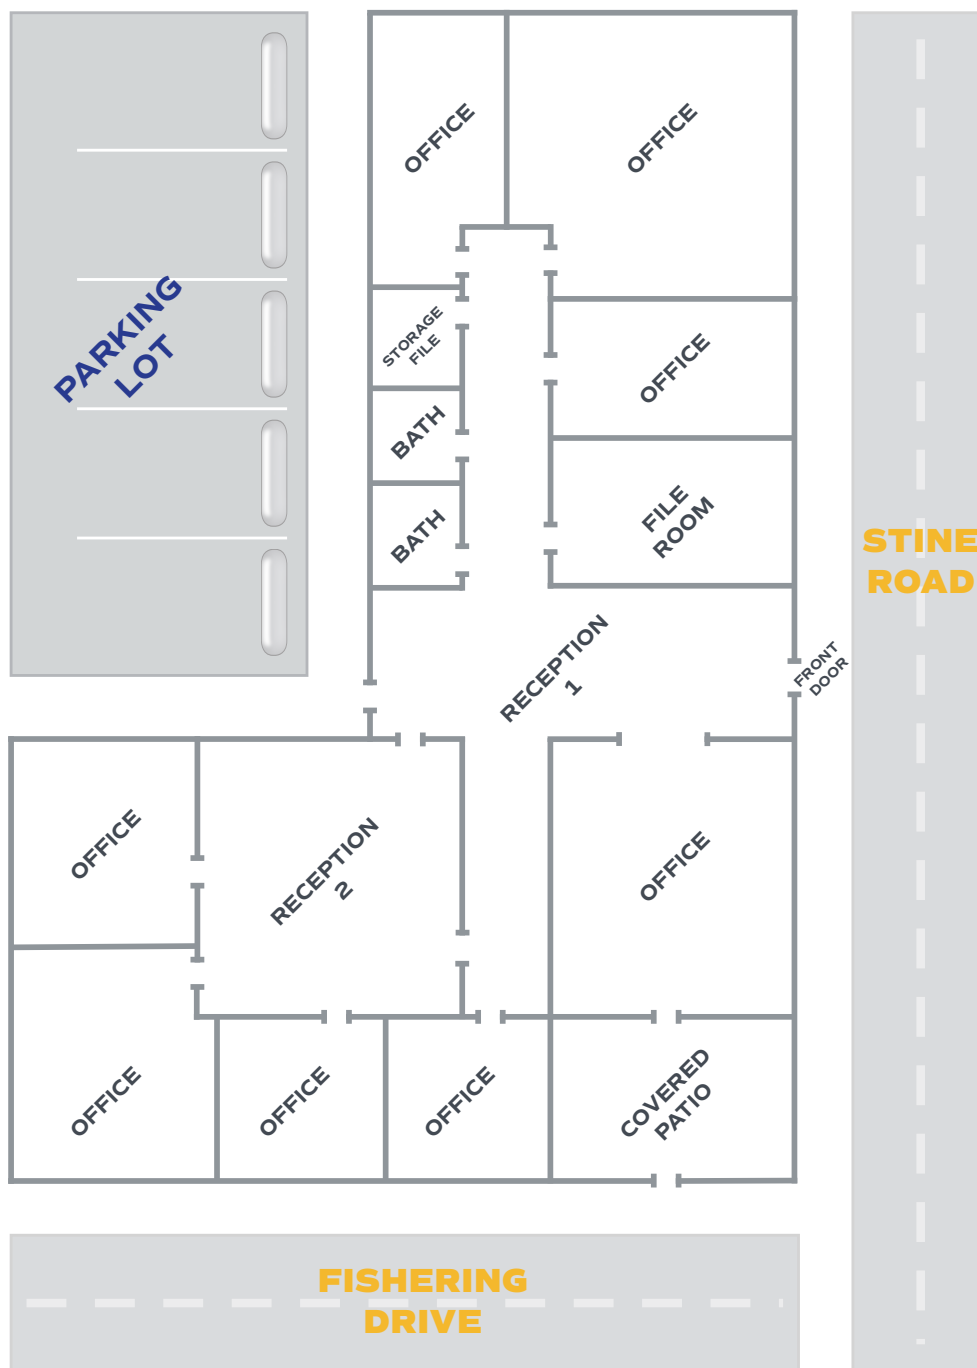 OFFICE
OFFICE
PARKING
LOT
STORAGE
FILE
OFFICE
BATH
FILE
ROOM
BATH
STINE
ROAD
RECEPTION
1
FRONT
DOOR
OFFICE
RECEPTION
2
OFFICE
OFFICE
OFFICE
OFFICE
COVERED
PATIO
FISHERING
DRIVE